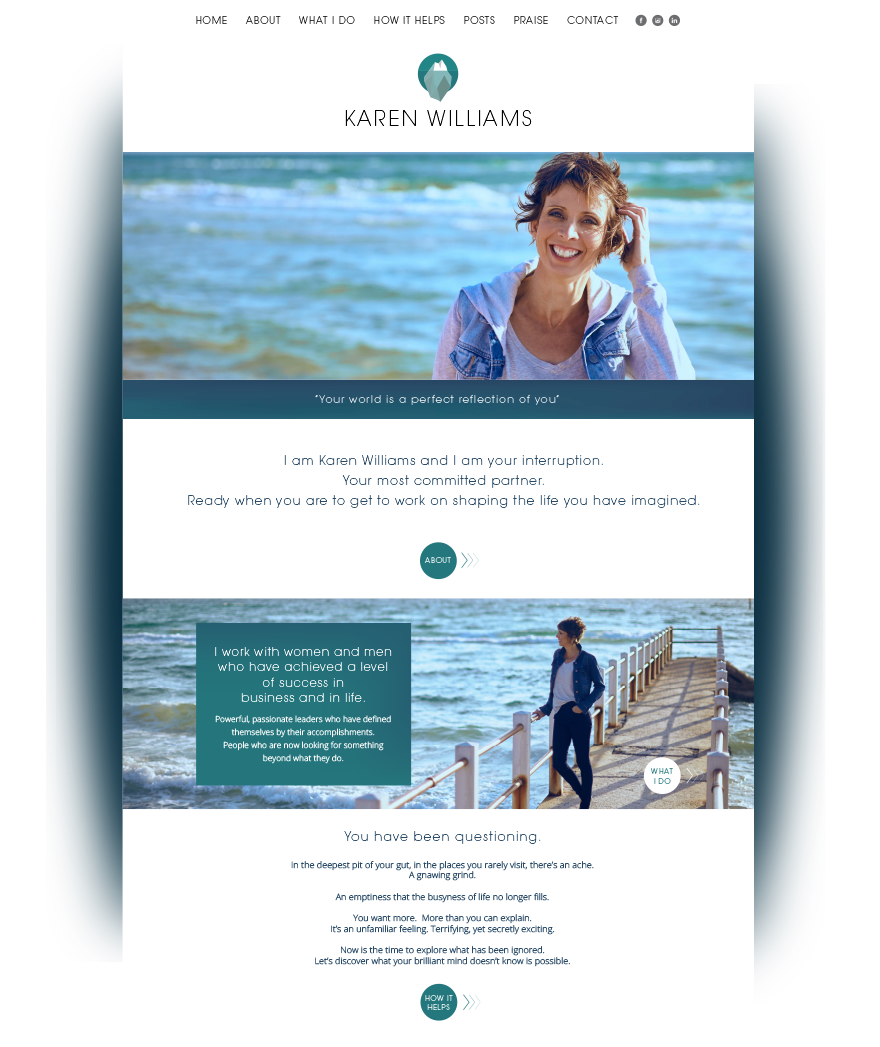 HOME ABOUT WHAT I DO HOW IT HELPS POSTS PRAISE CONTACT
KAREN WILLIAMS
"Your world is a perfect reflection of you"
I am Karen Williams and I am your interruption.
Your most committed partner.
Ready when you are to get to work on shaping the life you have imagined.
ABOUT
I work with women and men
who have achieved a level
of success in
business and in life.
Powerful, passionate leaders who have defined
themselves by their accomplishments.
People who are now looking for something
beyond what they do.
WHAT
I DO
You have been questioning.
In the deepest pit of your gut, in the places you rarely visit, there's an ache.
A gnawing grind.
An emptiness that the busyness of life no longer fills.
You want more. More than you can explain.
It's an unfamiliar feeling. Terrifying, yet secretly exciting.
Now is the time to explore what has been ignored.
Let's discover what your brilliant mind doesn't know is possible.
HOW IT
HELPS